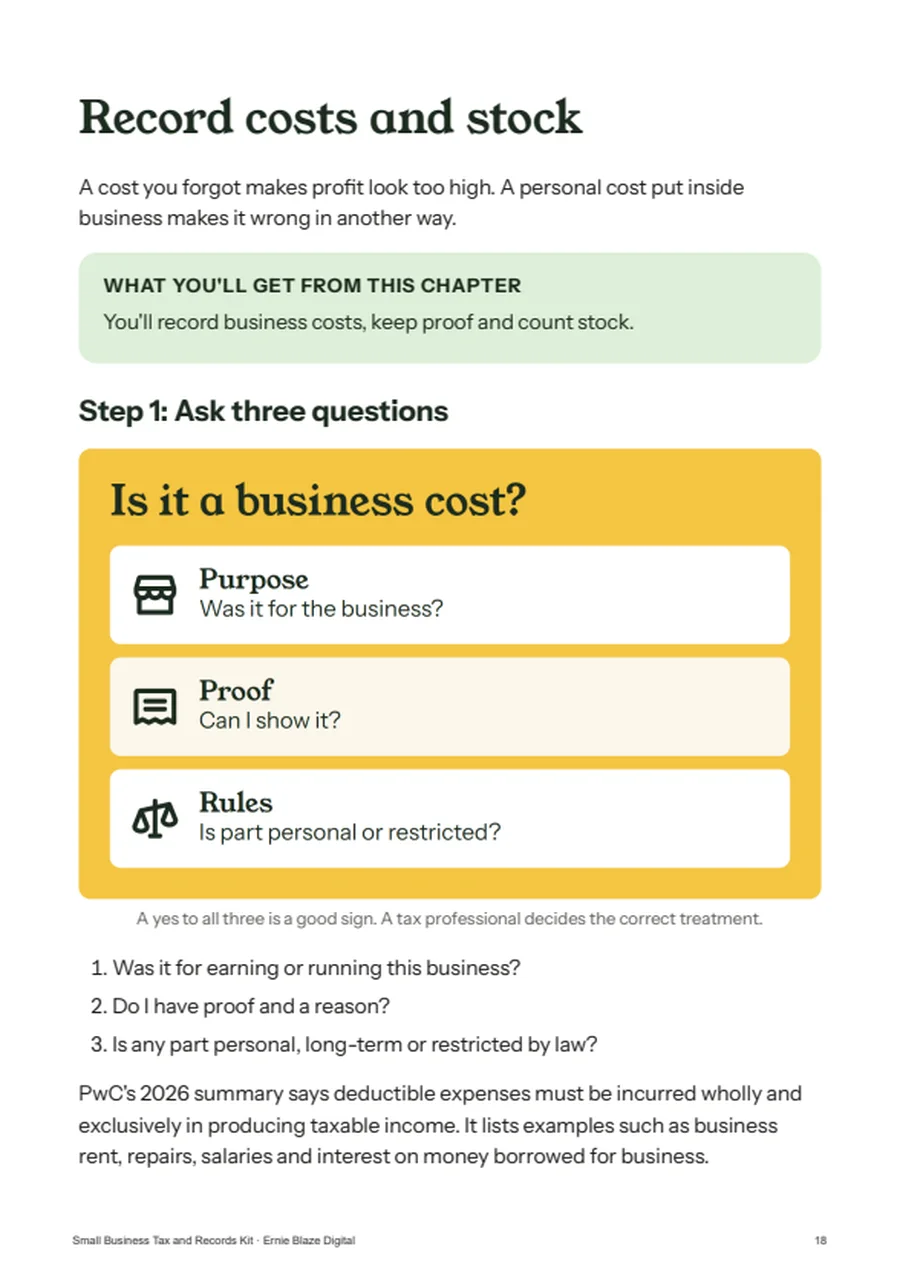 Record costs and stock
A cost you forgot makes profit look too high. A personal cost put inside
business makes it wrong in another way.
WHAT YOU'LL GET FROM THIS CHAPTER
You'll record business costs, keep proof and count stock.
Step 1: Ask three questions
Is it a business cost?
Purpose
Was it for the business?
Proof
Can I show it?
Rules
Is part personal or restricted?
A yes to all three is a good sign. A tax professional decides the correct treatment.
1. Was it for earning or running this business?
2. Do I have proof and a reason?
3. Is any part personal, long-term or restricted by law?
PwC's 2026 summary says deductible expenses must be incurred wholly and
exclusively in producing taxable income. It lists examples such as business
rent, repairs, salaries and interest on money borrowed for business.
Small Business Tax and Records Kit · Ernie Blaze Digital
18